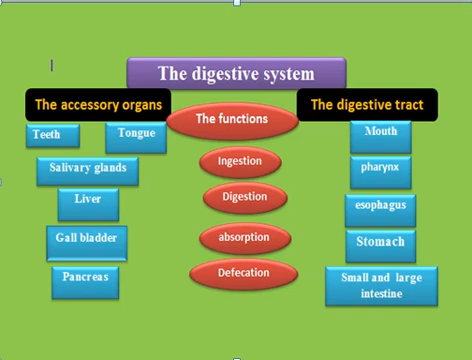 The digestive system
The accessory organs
The functions
The digestive tract
Teeth
Tongue
Salivary glands
Liver
Gall bladder
Pancreas
Ingestion
Digestion
absorption
Defecation
Mouth
pharynx
esophagus
Stomach
Small and large
intestine